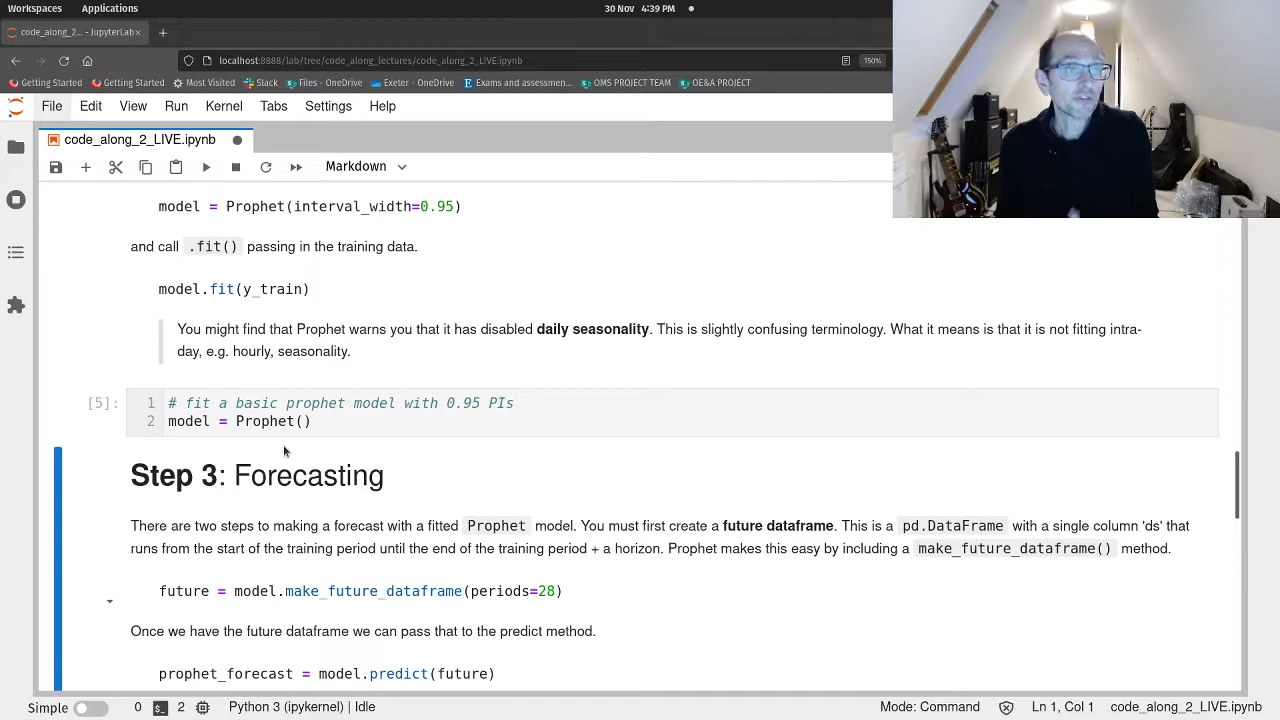 Workspaces Applications 30 Nov 4:39 PM
code_along_2... - JupyterLab
localhost:8888/lab/tree/code_along_lectures/code_along_2_LIVE.ipynb 150%
Getting Started Getting Started Most Visited Slack Files - OneDrive Exeter - OneDrive Exams and assessmen... OMS PROJECT TEAM OE&A PROJECT
File Edit View Run Kernel Tabs Settings Help
code_along_2_LIVE.ipynb
Markdown
model = Prophet(interval_width=0.95)
and call .fit() passing in the training data.
model.fit(y_train)
You might find that Prophet warns you that it has disabled daily seasonality. This is slightly confusing terminology. What it means is that it is not fitting intra-
day, e.g. hourly, seasonality.
[5]: 1 # fit a basic prophet model with 0.95 PIs
2 model = Prophet()
Step 3: Forecasting
There are two steps to making a forecast with a fitted Prophet model. You must first create a future dataframe. This is a pd.DataFrame with a single column 'ds' that
runs from the start of the training period until the end of the training period + a horizon. Prophet makes this easy by including a make_future_dataframe() method.
future = model.make_future_dataframe(periods=28)
Once we have the future dataframe we can pass that to the predict method.
prophet_forecast = model.predict(future)
Simple 0 $_ 2 Python 3 (ipykernel) | Idle Mode: Command Ln 1, Col 1 code_along_2_LIVE.ipynb